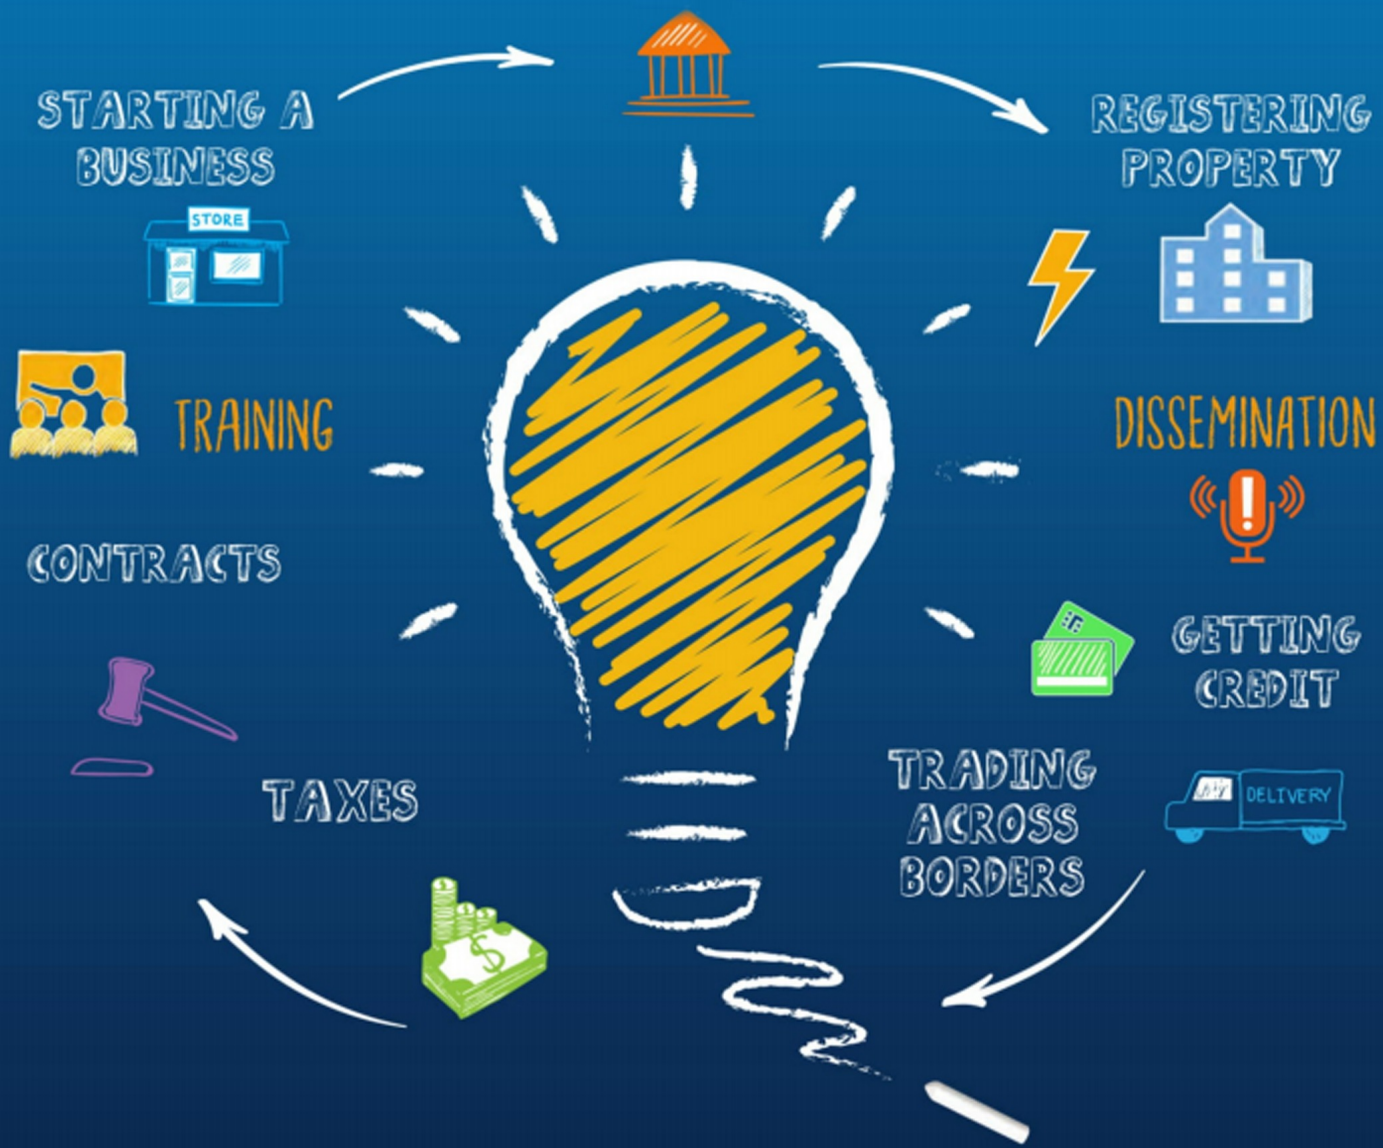 STARTING A
BUSINESS
STORE
REGISTERING
PROPERTY
TRAINING
DISSEMINATION
CONTRACTS
GETTING
CREDIT
TAXES
TRADING
ACROSS
BORDERS
DELIVERY